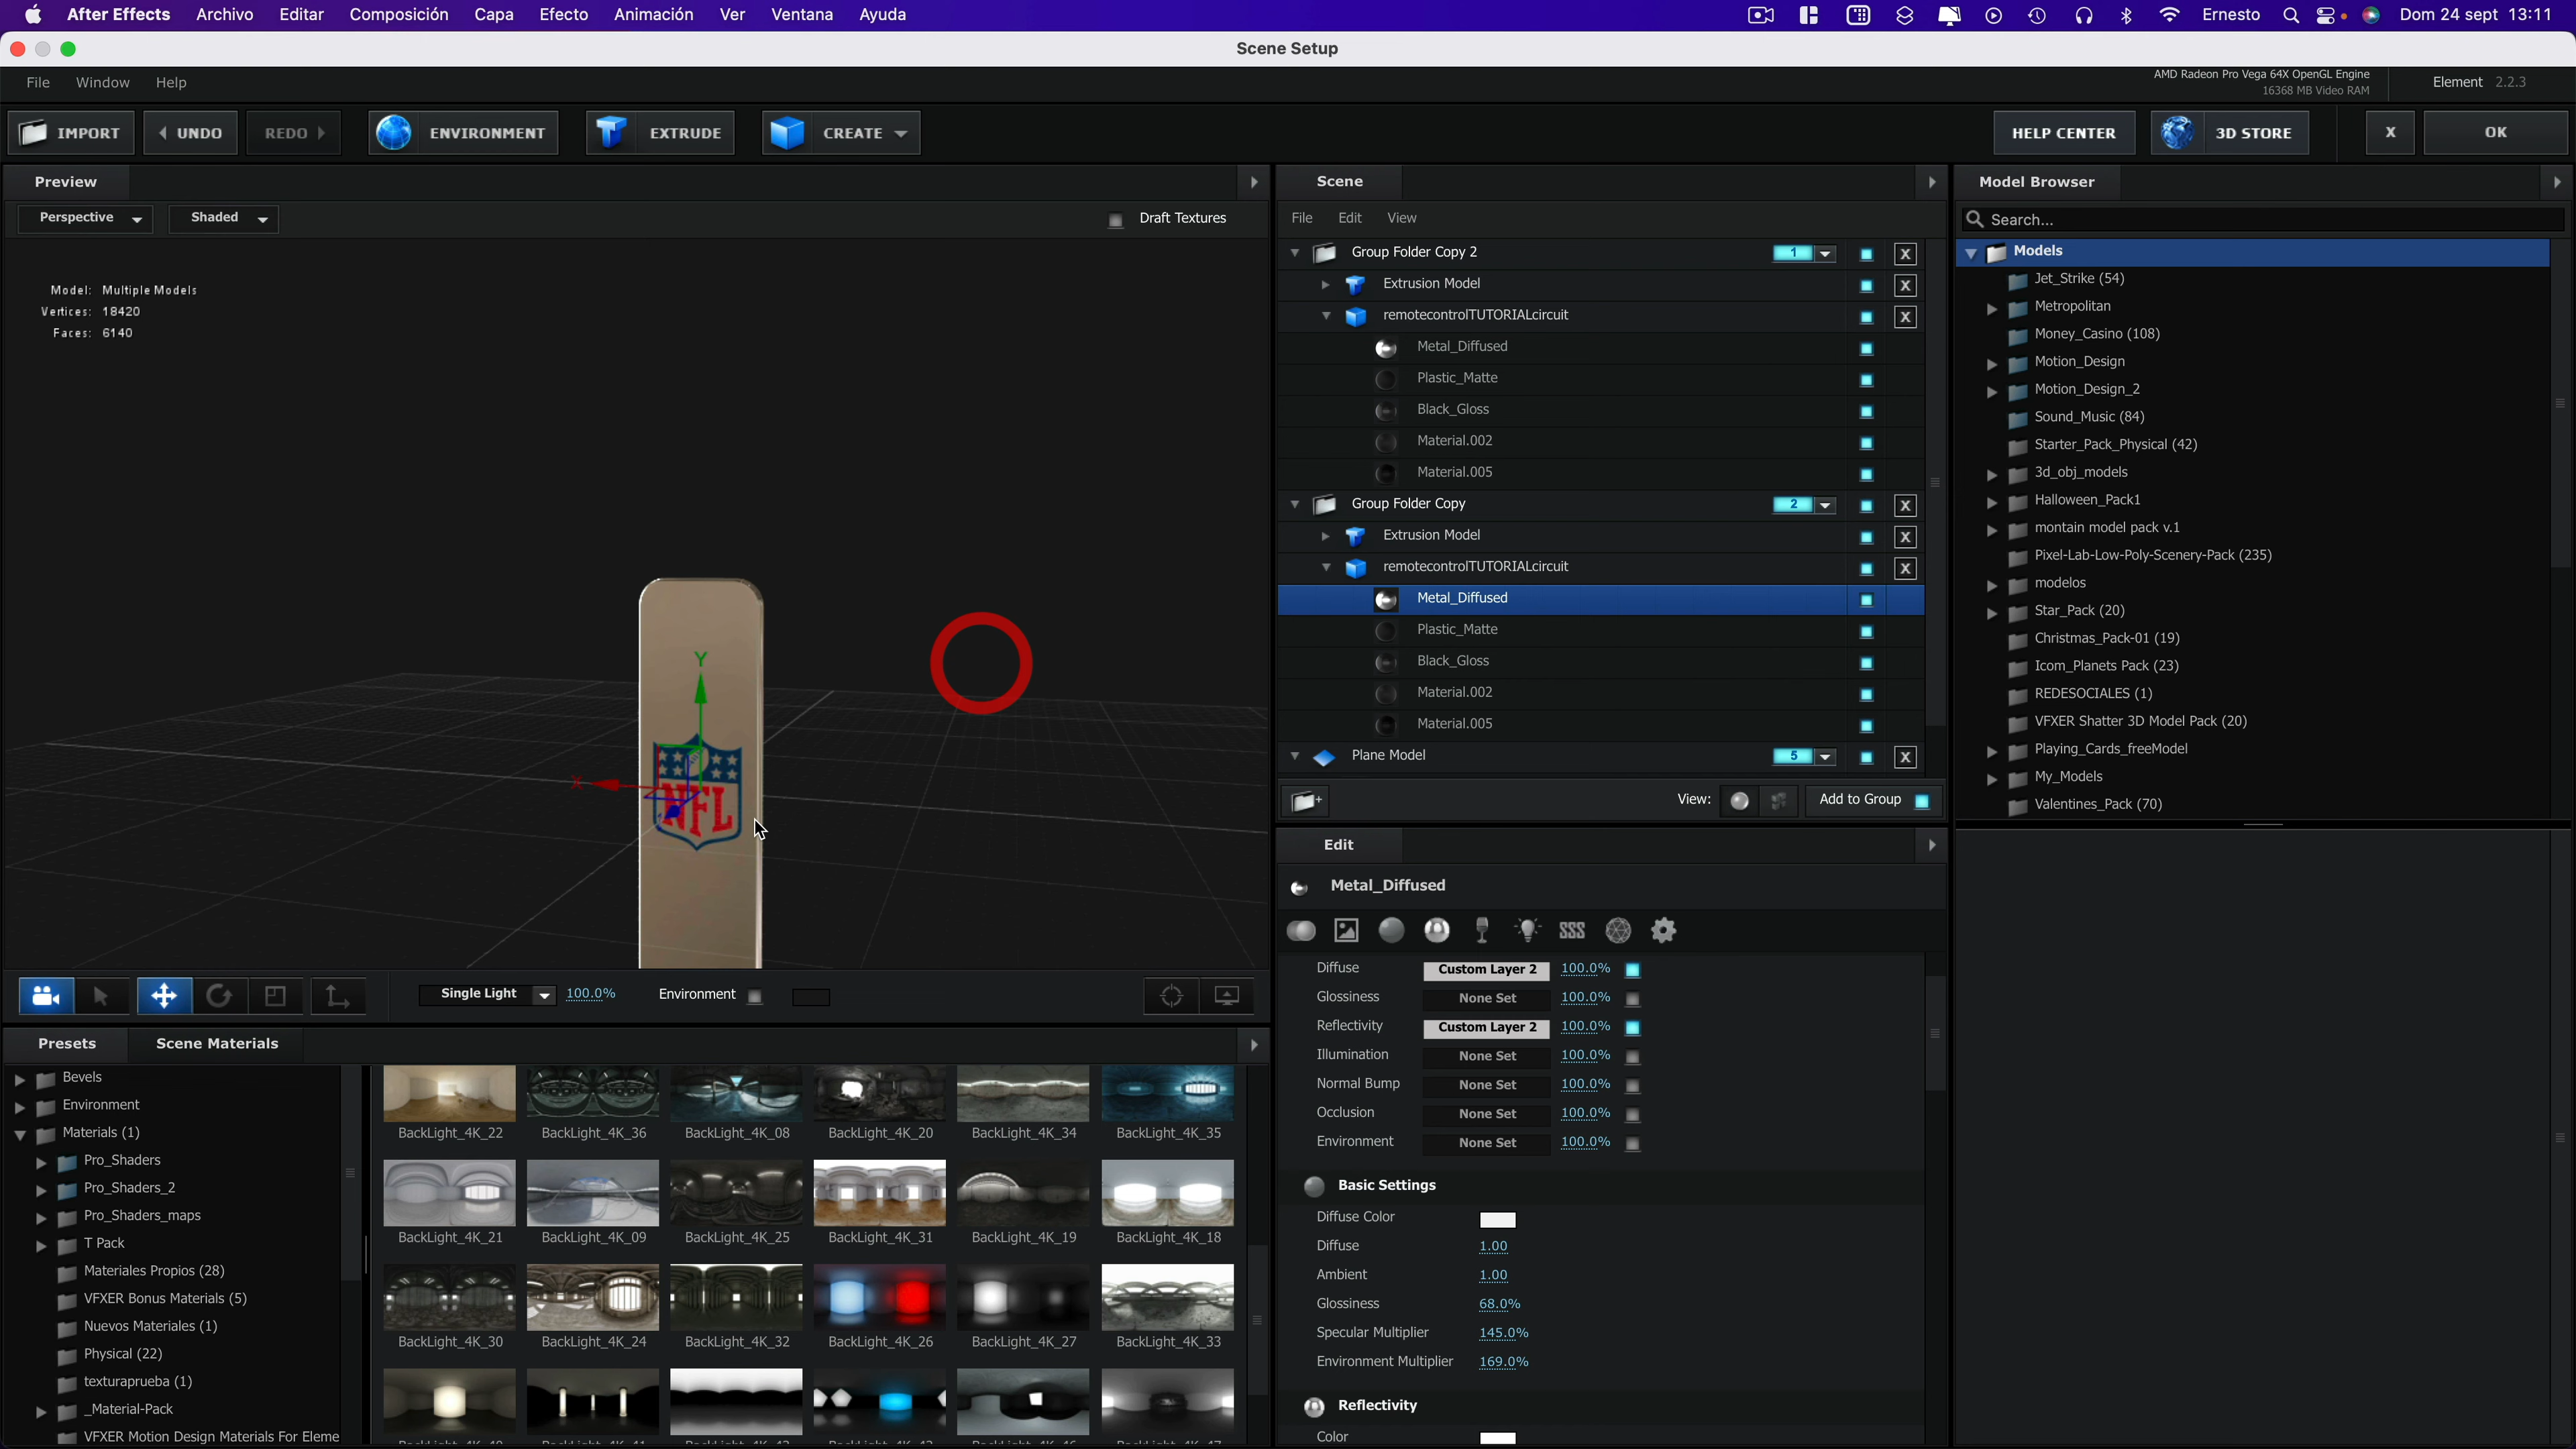 After Effects Archivo Editar Composición Capa Efecto Animación Ver Ventana Ayuda Ernesto Dom 24 sept 13:11
Scene Setup
File Window Help
AMD Radeon Pro Vega 64X OpenGL Engine
16368 MB Video RAM
Element 2.2.3
IMPORT UNDO REDO ENVIRONMENT EXTRUDE CREATE HELP CENTER 3D STORE X OK
Preview
Perspective Shaded Draft Textures
Model: Multiple Models
Vertices: 18420
Faces: 6140
Y
X
NFL
Single Light 100.0% Environment
Scene
File Edit View
Group Folder Copy 2 1 X
Extrusion Model X
remotecontrolTUTORIALcircuit X
Metal_Diffused
Plastic_Matte
Black_Gloss
Material.002
Material.005
Group Folder Copy 2 X
Extrusion Model X
remotecontrolTUTORIALcircuit X
Metal_Diffused
Plastic_Matte
Black_Gloss
Material.002
Material.005
Plane Model 5 X
View: Add to Group
Model Browser
Search...
Models
Jet_Strike (54)
Metropolitan
Money_Casino (108)
Motion_Design
Motion_Design_2
Sound_Music (84)
Starter_Pack_Physical (42)
3d_obj_models
Halloween_Pack1
montain model pack v.1
Pixel-Lab-Low-Poly-Scenery-Pack (235)
modelos
Star_Pack (20)
Christmas_Pack-01 (19)
Icom_Planets Pack (23)
REDESOCIALES (1)
VFXER Shatter 3D Model Pack (20)
Playing_Cards_freeModel
My_Models
Valentines_Pack (70)
Edit
Metal_Diffused
SSS
Diffuse Custom Layer 2 100.0%
Glossiness None Set 100.0%
Reflectivity Custom Layer 2 100.0%
Illumination None Set 100.0%
Normal Bump None Set 100.0%
Occlusion None Set 100.0%
Environment None Set 100.0%
Basic Settings
Diffuse Color
Diffuse 1.00
Ambient 1.00
Glossiness 68.0%
Specular Multiplier 145.0%
Environment Multiplier 169.0%
Reflectivity
Color
Presets Scene Materials
Bevels
Environment
Materials (1)
Pro_Shaders
Pro_Shaders_2
Pro_Shaders_maps
T Pack
Materiales Propios (28)
VFXER Bonus Materials (5)
Nuevos Materiales (1)
Physical (22)
texturaprueba (1)
_Material-Pack
VFXER Motion Design Materials For Eleme
BackLight_4K_22 BackLight_4K_36 BackLight_4K_08 BackLight_4K_20 BackLight_4K_34 BackLight_4K_35
BackLight_4K_21 BackLight_4K_09 BackLight_4K_25 BackLight_4K_31 BackLight_4K_19 BackLight_4K_18
BackLight_4K_30 BackLight_4K_24 BackLight_4K_32 BackLight_4K_26 BackLight_4K_27 BackLight_4K_33